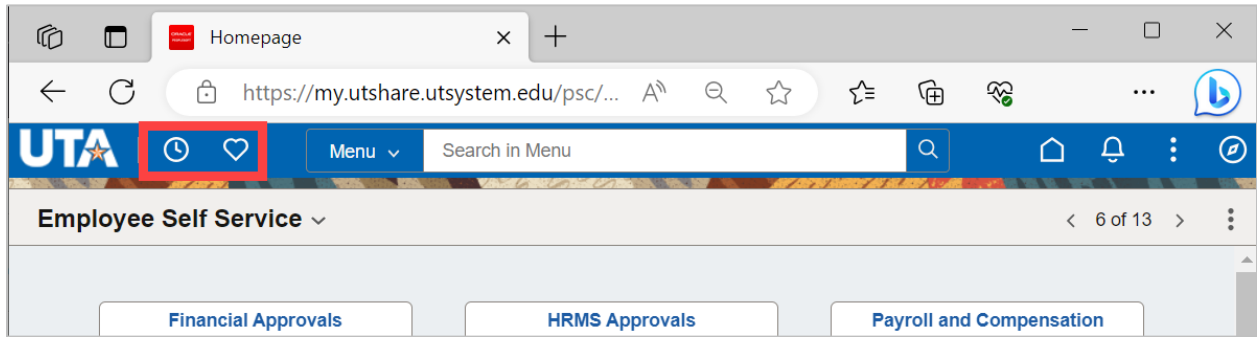 Homepage
https://my.utshare.utsystem.edu/psc/...
UTA
Menu
Search in Menu
Employee Self Service
6 of 13
Financial Approvals
HRMS Approvals
Payroll and Compensation